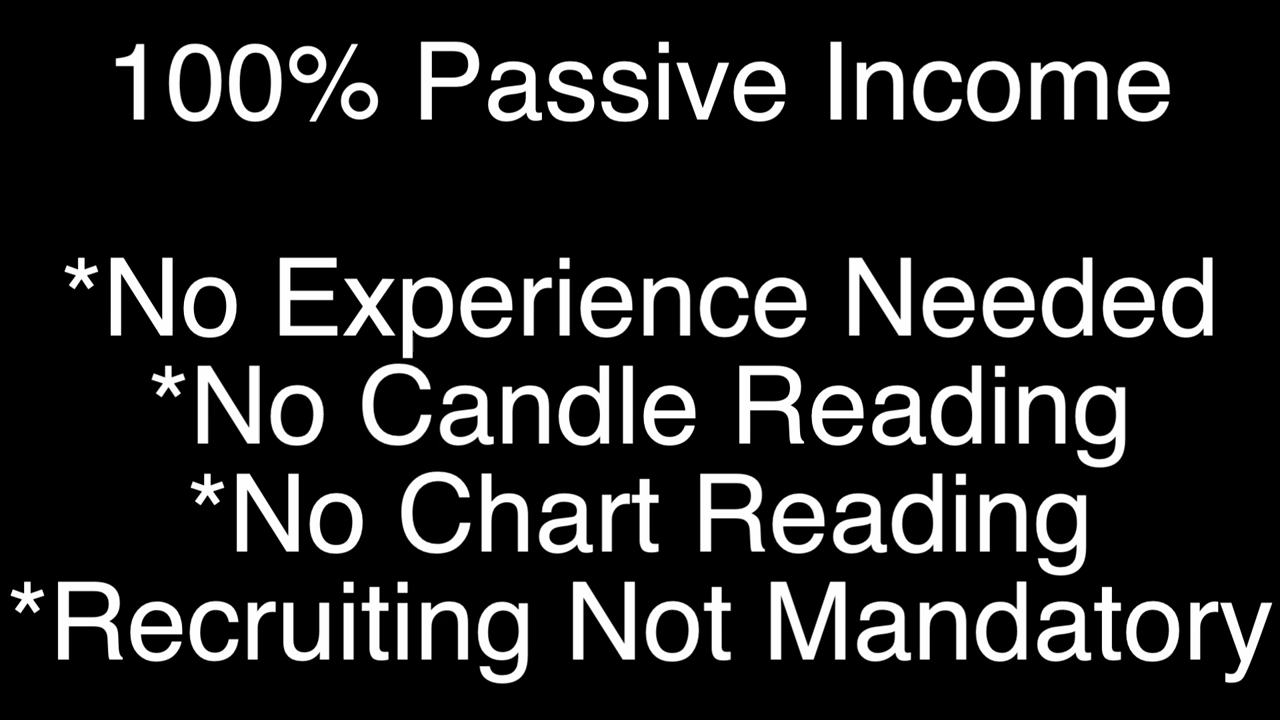 100% Passive Income
*No Experience Needed
*No Candle Reading
*No Chart Reading
*Recruiting Not Mandatory